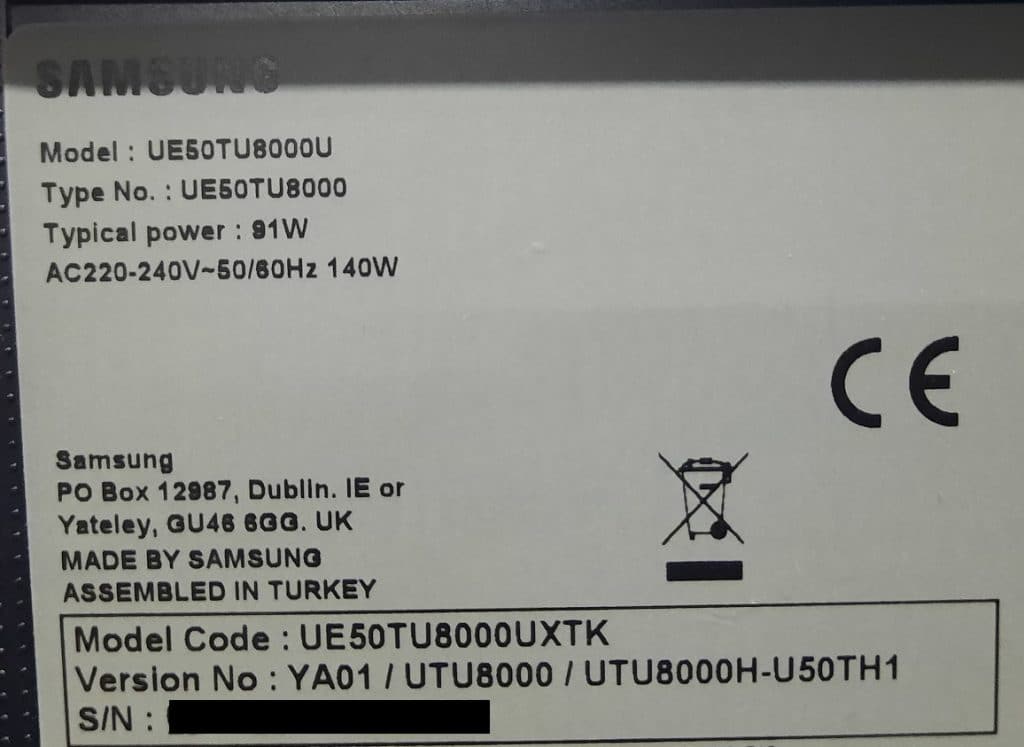 SAMSUNG
Model : UE50TU8000U
Type No. : UE50TU8000
Typical power : 91W
AC220-240V~50/60Hz 140W
CE
Samsung
PO Box 12987, Dublin. IE or
Yateley, GU46 6GG. UK
MADE BY SAMSUNG
ASSEMBLED IN TURKEY
Model Code : UE50TU8000UXTK
Version No : YA01 / UTU8000 / UTU8000H-U50TH1
S/N :